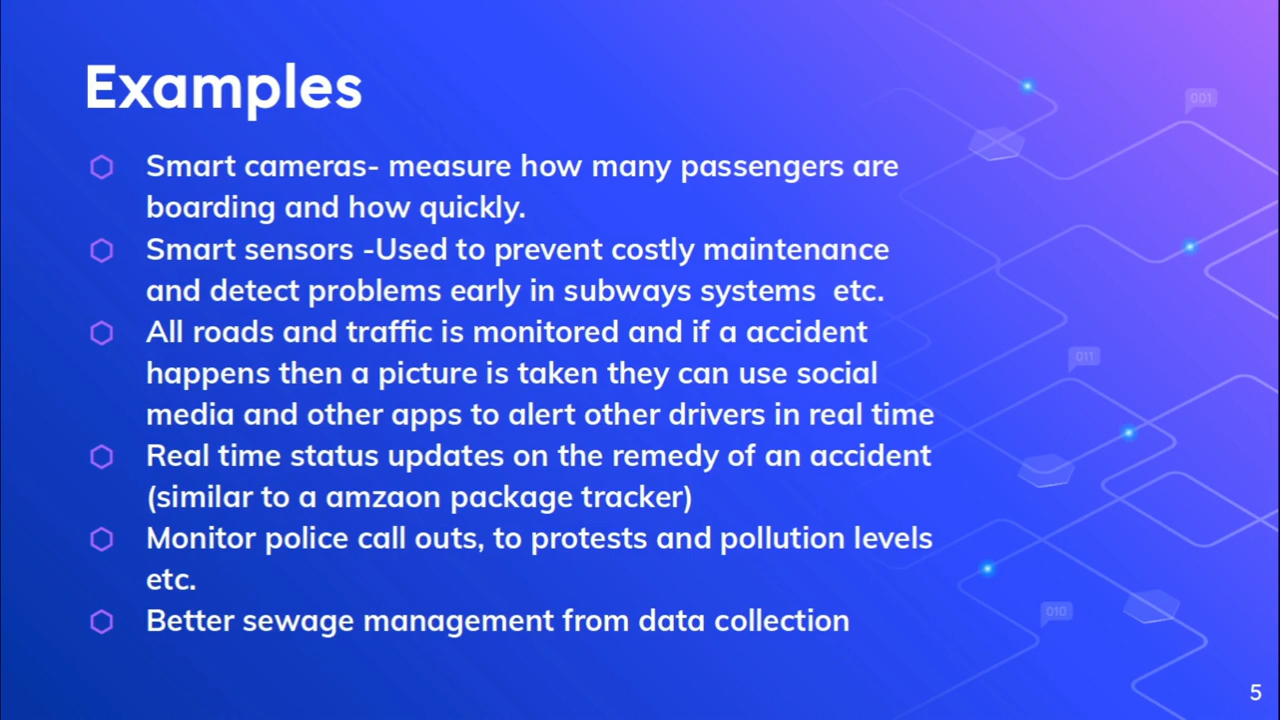 Examples
Smart cameras- measure how many passengers are
boarding and how quickly.
Smart sensors -Used to prevent costly maintenance
and detect problems early in subways systems  etc.
All roads and traffic is monitored and if a accident
happens then a picture is taken they can use social
media and other apps to alert other drivers in real time
Real time status updates on the remedy of an accident
(similar to a amzaon package tracker)
Monitor police call outs, to protests and pollution levels
etc.
Better sewage management from data collection
001
011
010
5